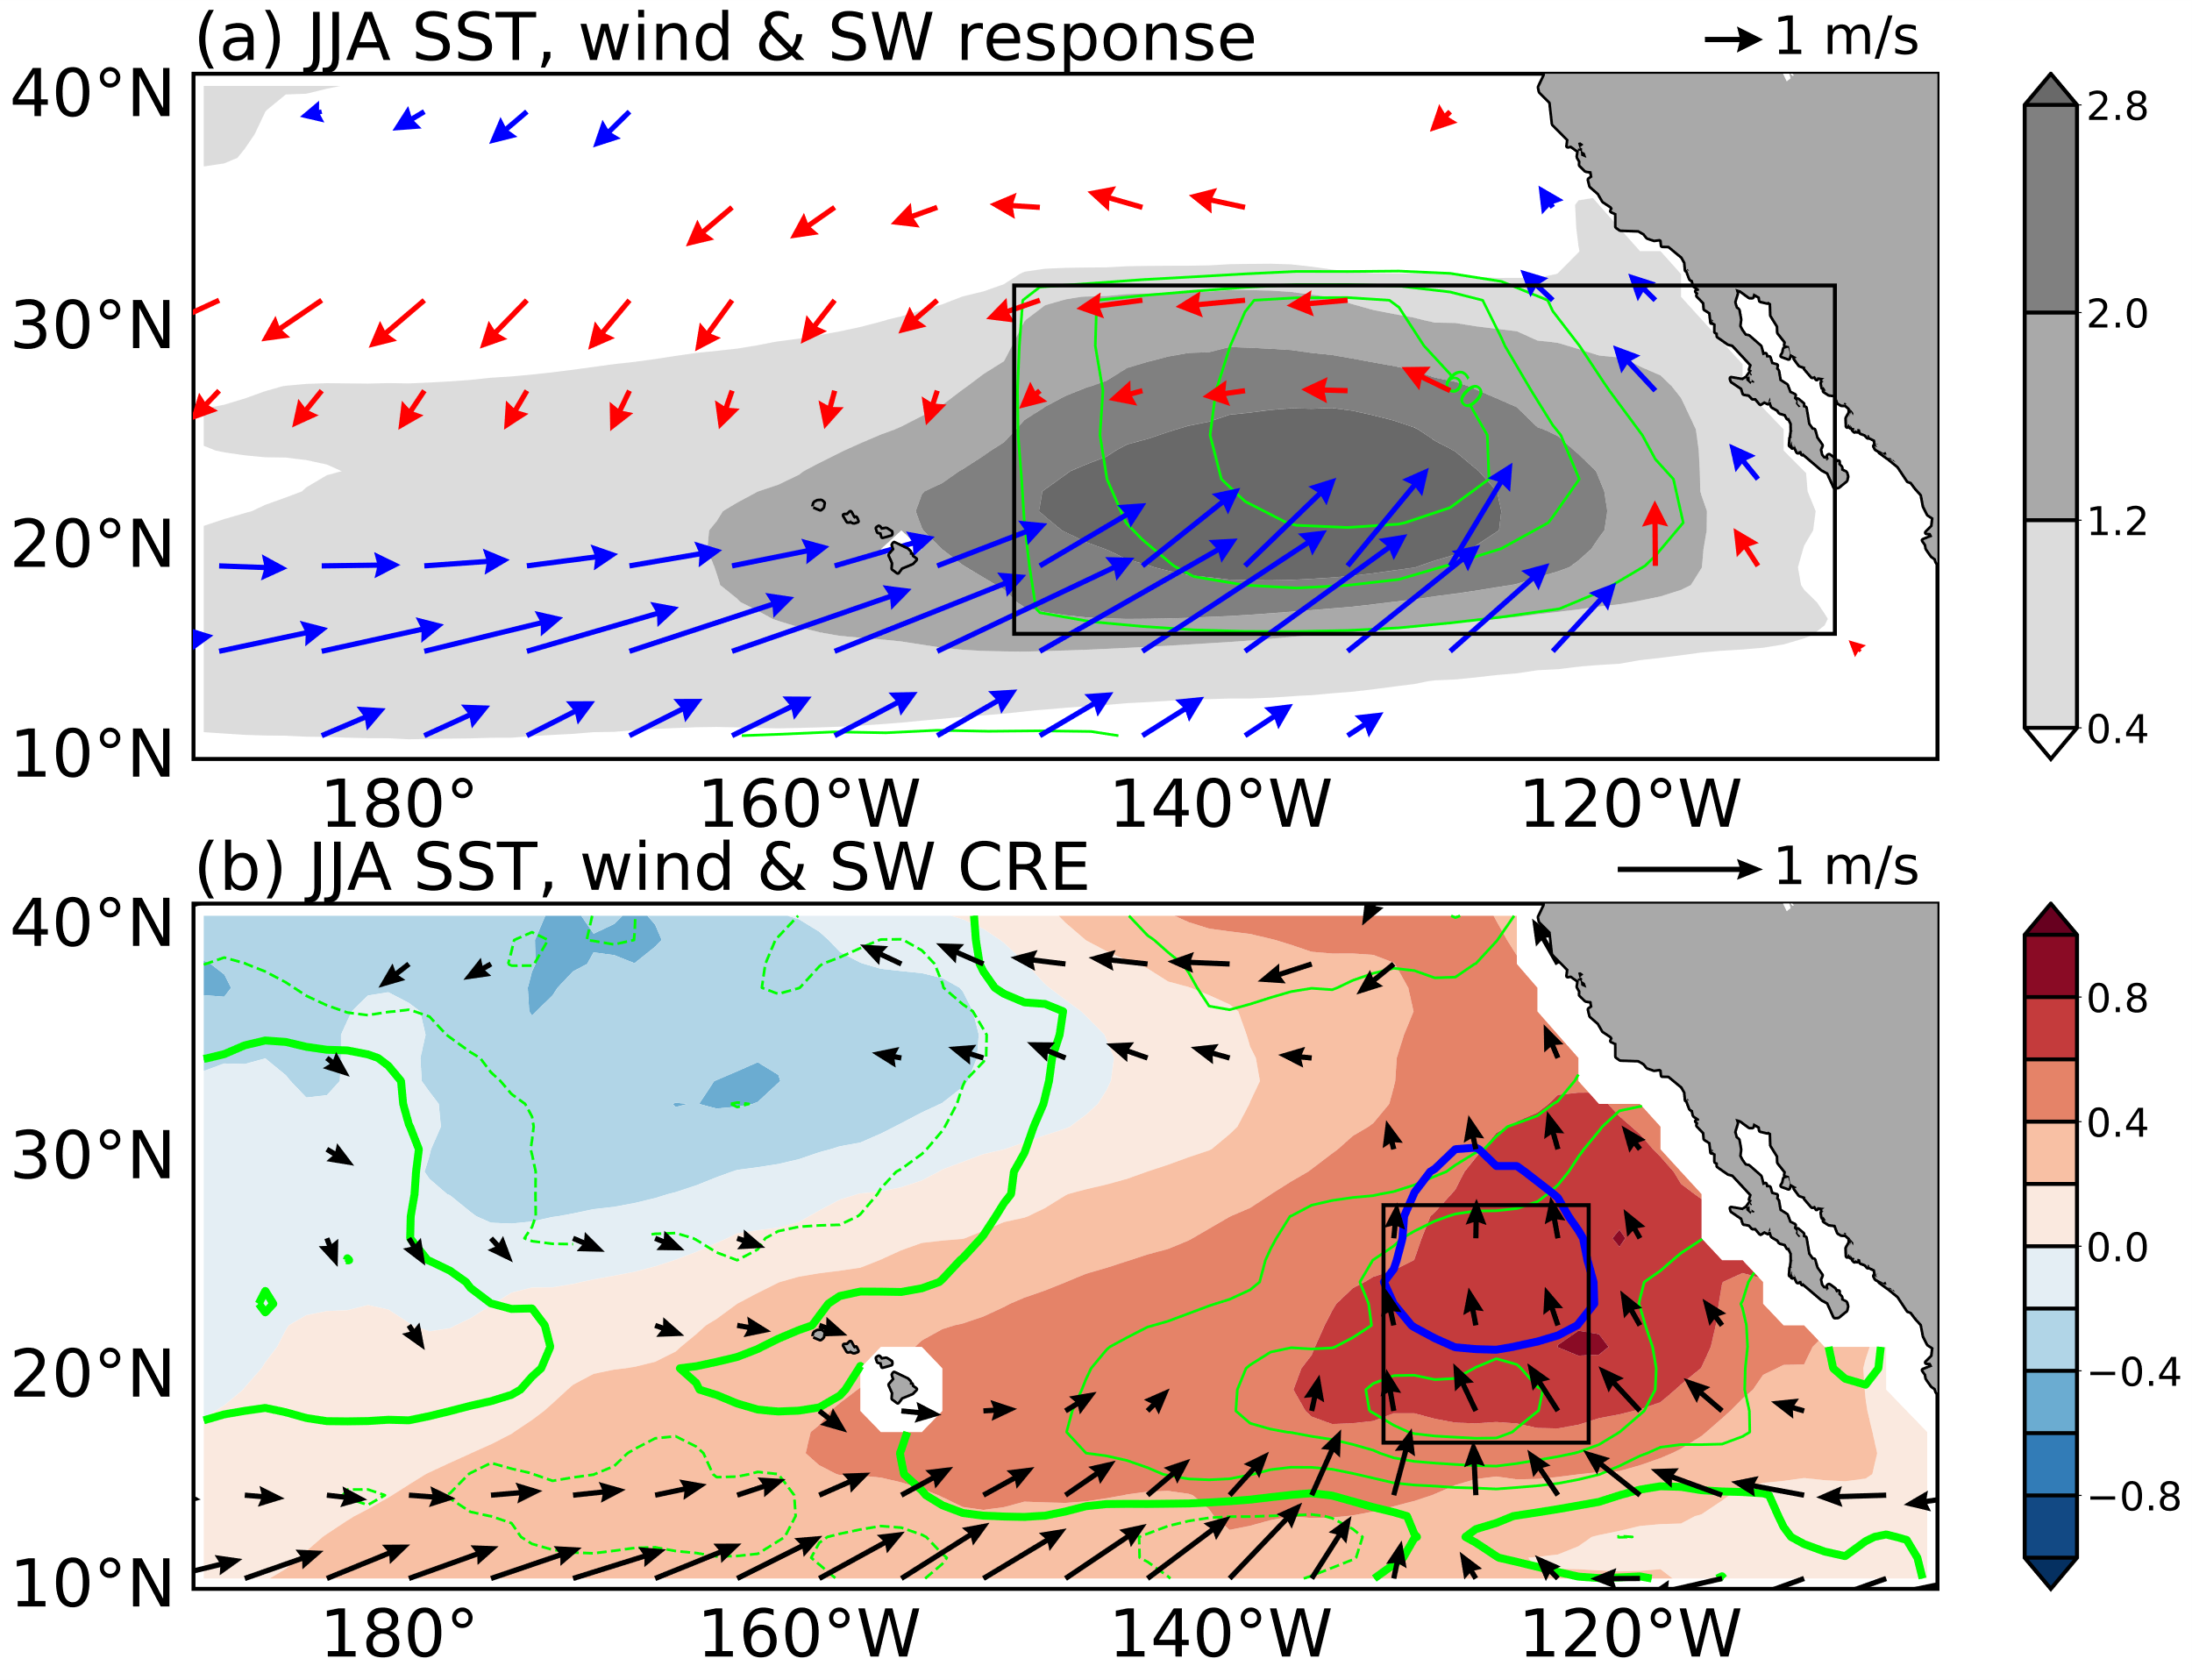 (a) JJA SST, wind & SW response
1 m/s
40°N
30°N
20°N
10°N
180°
160°W
140°W
120°W
2.8
2.0
1.2
0.4
(b) JJA SST, wind & SW CRE
1 m/s
40°N
30°N
20°N
10°N
180°
160°W
140°W
120°W
0.8
0.4
0.0
−0.4
−0.8